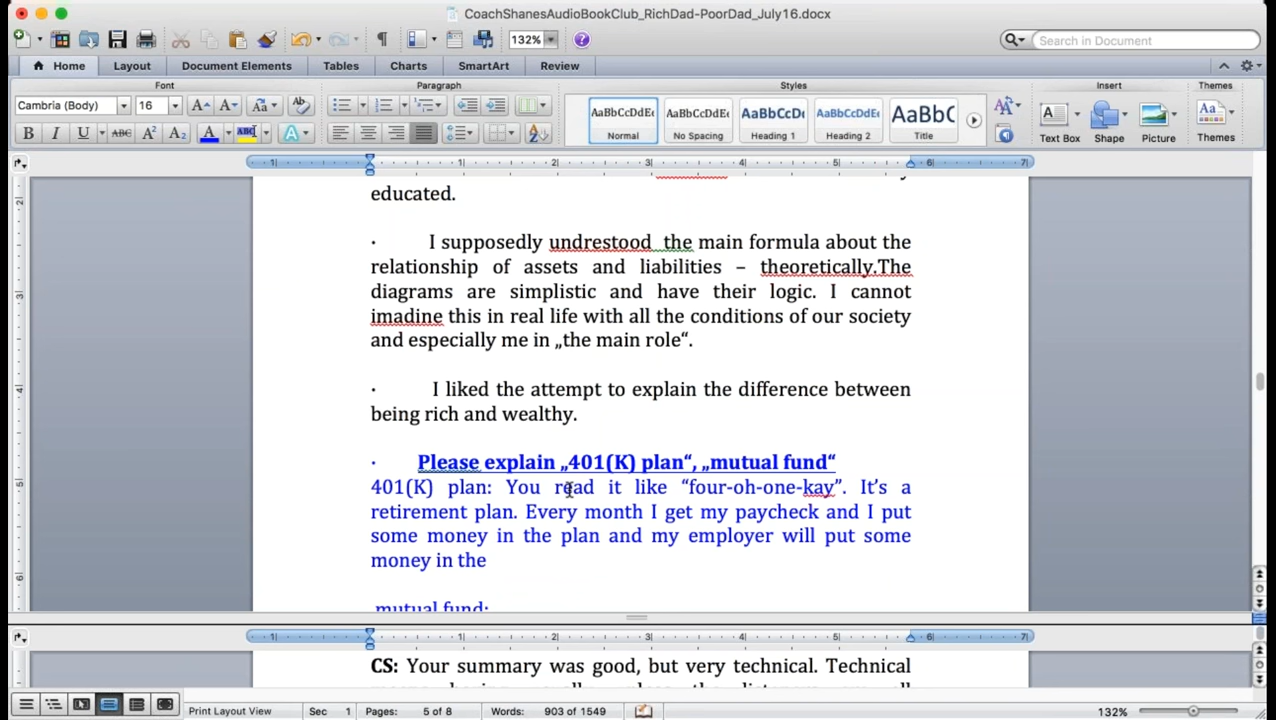 CoachShanesAudioBookClub_RichDad-PoorDad_July16.docx
132%
Search in Document
Home Layout Document Elements Tables Charts SmartArt Review
Font Paragraph Styles Insert Themes
Cambria (Body) 16
AaBbCcDdEe AaBbCcDdEe AaBbCcDc AaBbCcDdEe AaBbC
Normal No Spacing Heading 1 Heading 2 Title
Text Box Shape Picture Themes
educated.
· I supposedly undrestood the main formula about the
relationship of assets and liabilities – theoretically.The
diagrams are simplistic and have their logic. I cannot
imadine this in real life with all the conditions of our society
and especially me in „the main role“.
· I liked the attempt to explain the difference between
being rich and wealthy.
· Please explain „401(K) plan“, „mutual fund“
401(K) plan: You read it like “four-oh-one-kay”. It’s a
retirement plan. Every month I get my paycheck and I put
some money in the plan and my employer will put some
money in the
mutual fund:
CS: Your summary was good, but very technical. Technical
Print Layout View Sec 1 Pages: 5 of 8 Words: 903 of 1549 132%